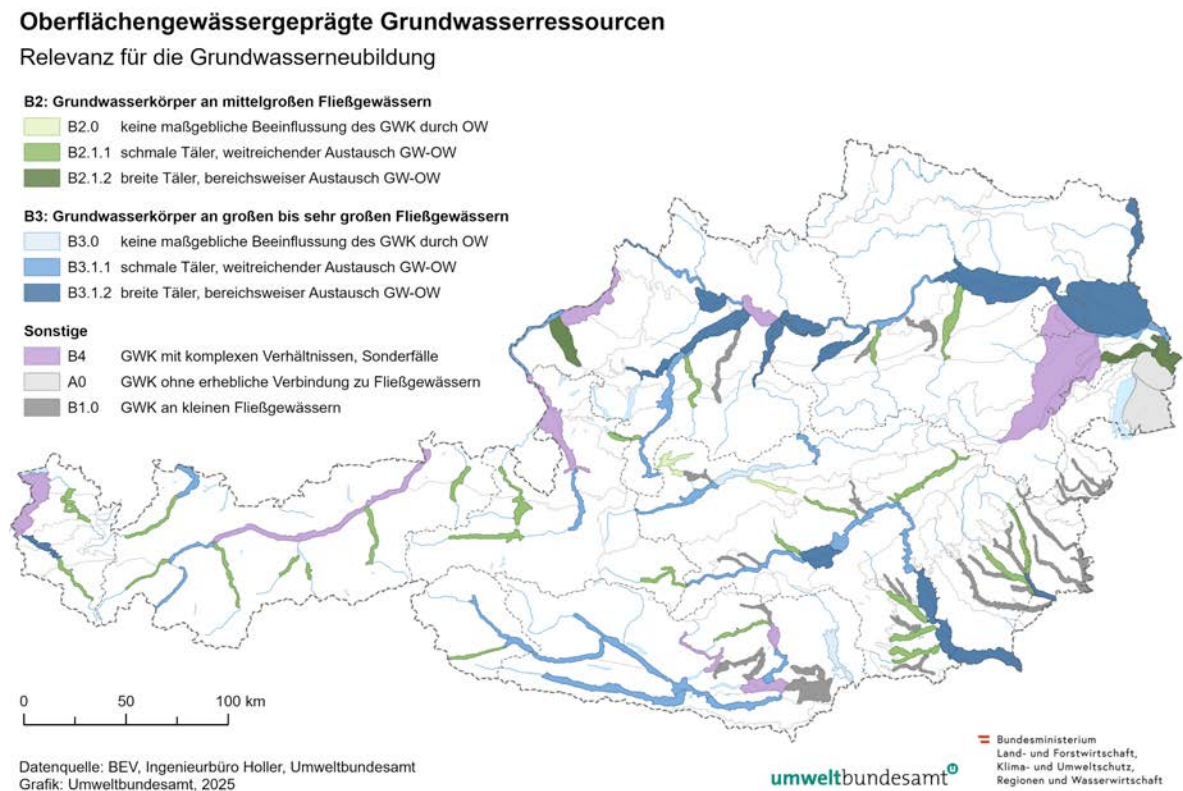 Oberflächengewässergeprägte Grundwasserressourcen
Relevanz für die Grundwasserneubildung
B2: Grundwasserkörper an mittelgroßen Fließgewässern
B2.0 keine maßgebliche Beeinflussung des GWK durch OW
B2.1.1 schmale Täler, weitreichender Austausch GW-OW
B2.1.2 breite Täler, bereichsweiser Austausch GW-OW
B3: Grundwasserkörper an großen bis sehr großen Fließgewässern
B3.0 keine maßgebliche Beeinflussung des GWK durch OW
B3.1.1 schmale Täler, weitreichender Austausch GW-OW
B3.1.2 breite Täler, bereichsweiser Austausch GW-OW
Sonstige
B4 GWK mit komplexen Verhältnissen, Sonderfälle
A0 GWK ohne erhebliche Verbindung zu Fließgewässern
B1.0 GWK an kleinen Fließgewässern
0 50 100 km
Datenquelle: BEV, Ingenieurbüro Holler, Umweltbundesamt
Grafik: Umweltbundesamt, 2025
umweltbundesamt u
Bundesministerium
Land- und Forstwirtschaft,
Klima- und Umweltschutz,
Regionen und Wasserwirtschaft